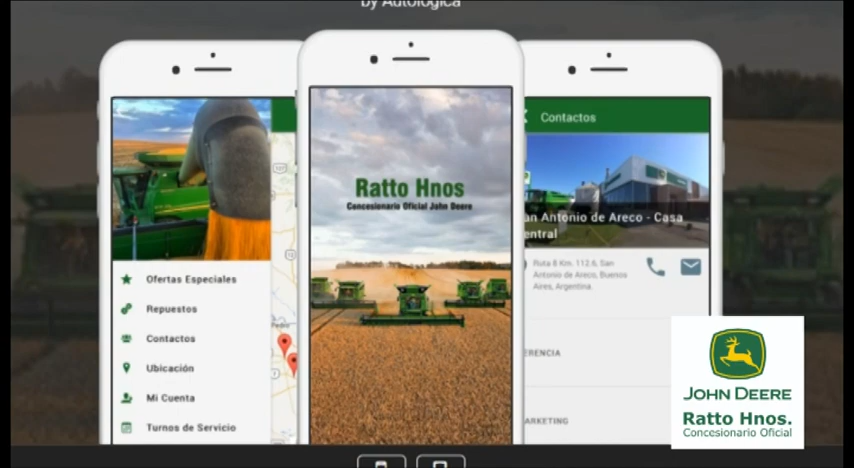 by Autologica
Ofertas Especiales
Repuestos
Contactos
Ubicación
Mi Cuenta
Turnos de Servicio
Ratto Hnos
Concesionario Oficial John Deere
Contactos
an Antonio de Areco - Casa
entral
Ruta 8 Km. 112.6, San
Antonio de Areco, Buenos
Aires, Argentina.
ERENCIA
ARKETING
JOHN DEERE
Ratto Hnos.
Concesionario Oficial